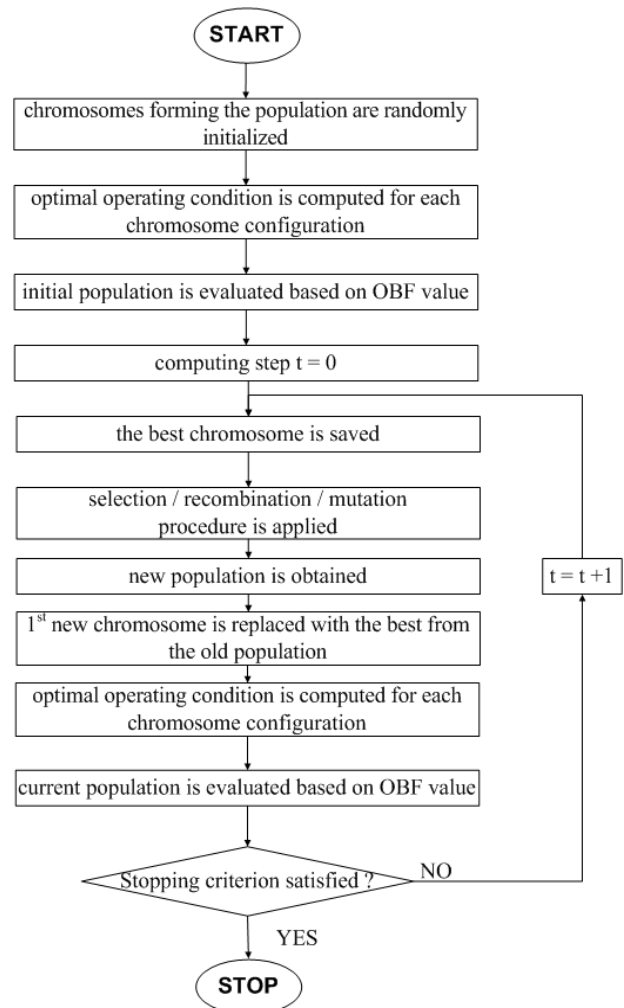 START
chromosomes forming the population are randomly
initialized
optimal operating condition is computed for each
chromosome configuration
initial population is evaluated based on OBF value
computing step t = 0
the best chromosome is saved
selection / recombination / mutation
procedure is applied
new population is obtained
t = t +1
1st new chromosome is replaced with the best from
the old population
optimal operating condition is computed for each
chromosome configuration
current population is evaluated based on OBF value
Stopping criterion satisfied ?
NO
YES
STOP